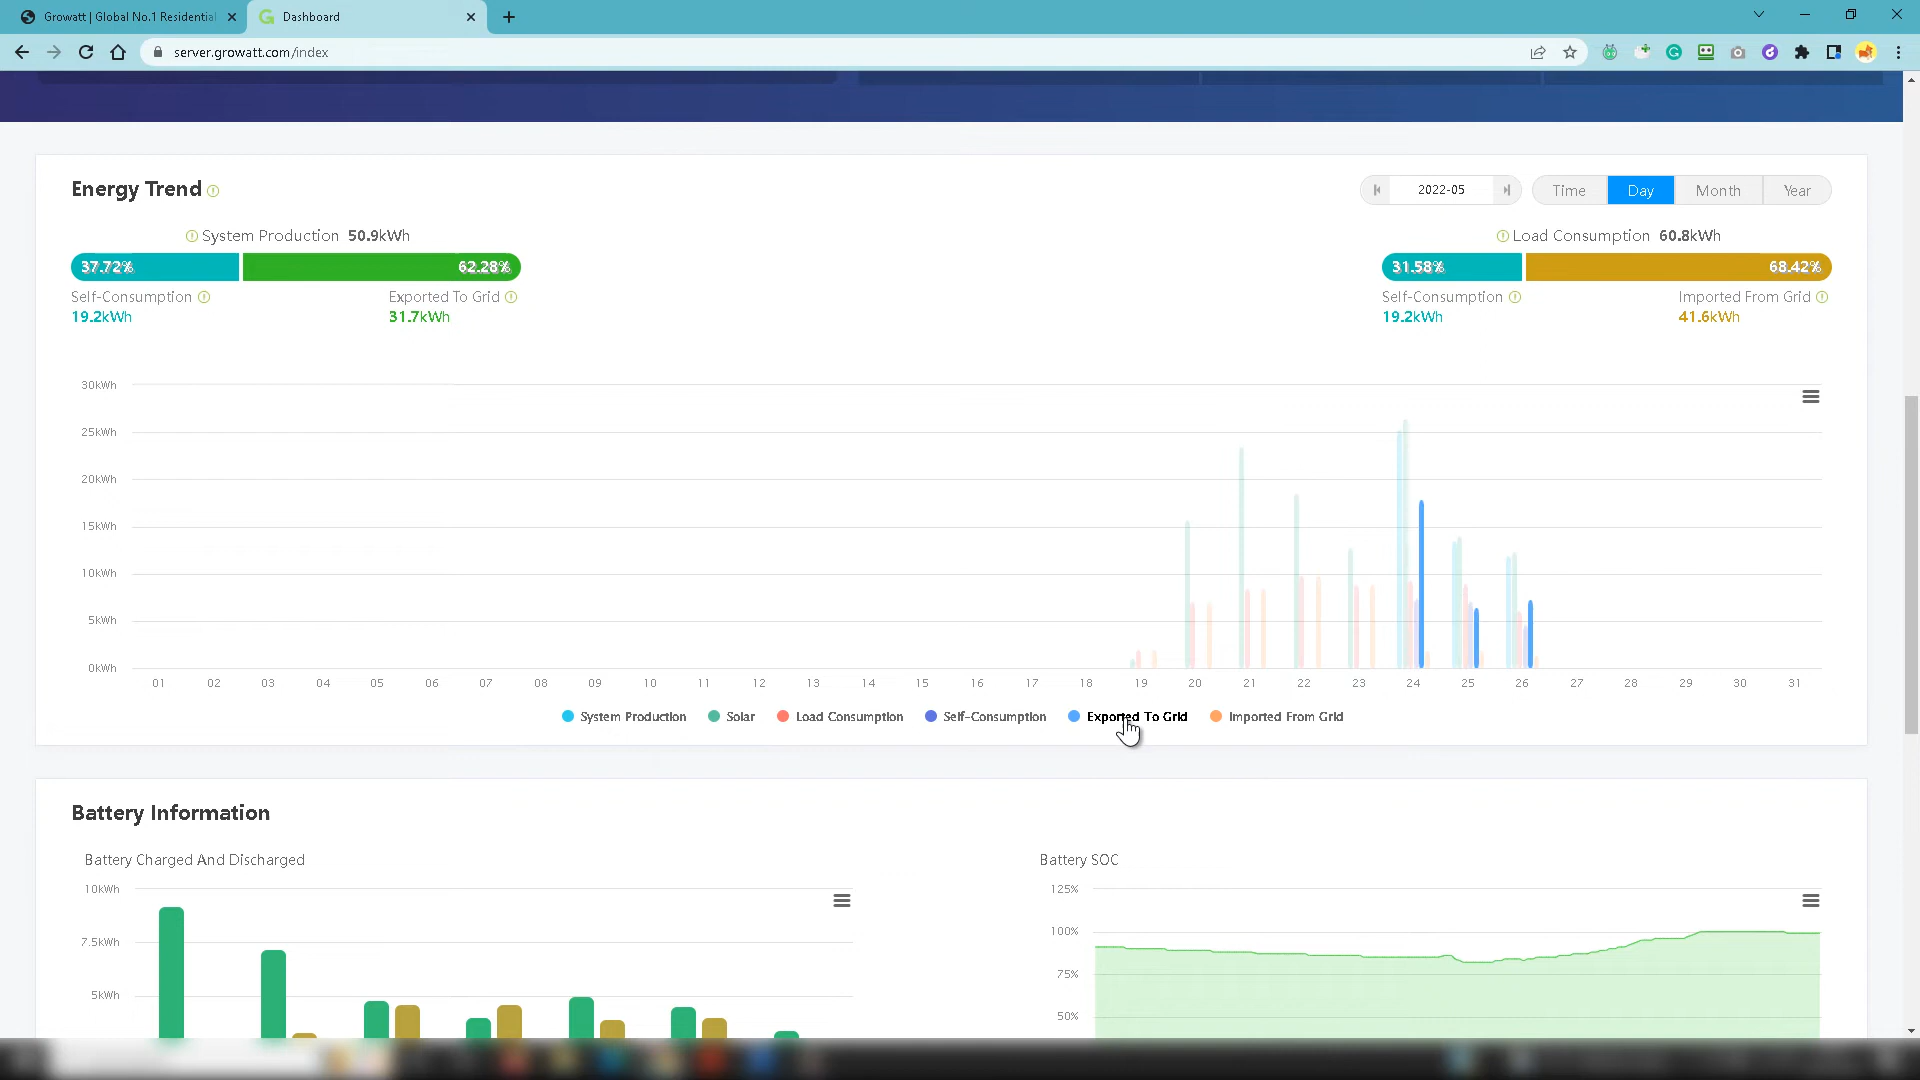 Growatt | Global No.1 Residential
Dashboard
server.growatt.com/index
Energy Trend
2022-05
Time Day Month Year
System Production 50.9kWh
Load Consumption 60.8kWh
37.72% 62.28%
31.58% 68.42%
Self-Consumption Exported To Grid
Self-Consumption Imported From Grid
19.2kWh 31.7kWh
19.2kWh 41.6kWh
30kWh
25kWh
20kWh
15kWh
10kWh
5kWh
0kWh
01 02 03 04 05 06 07 08 09 10 11 12 13 14 15 16 17 18 19 20 21 22 23 24 25 26 27 28 29 30 31
System Production Solar Load Consumption Self-Consumption Exported To Grid Imported From Grid
Battery Information
Battery Charged And Discharged
10kWh
7.5kWh
5kWh
Battery SOC
125%
100%
75%
50%